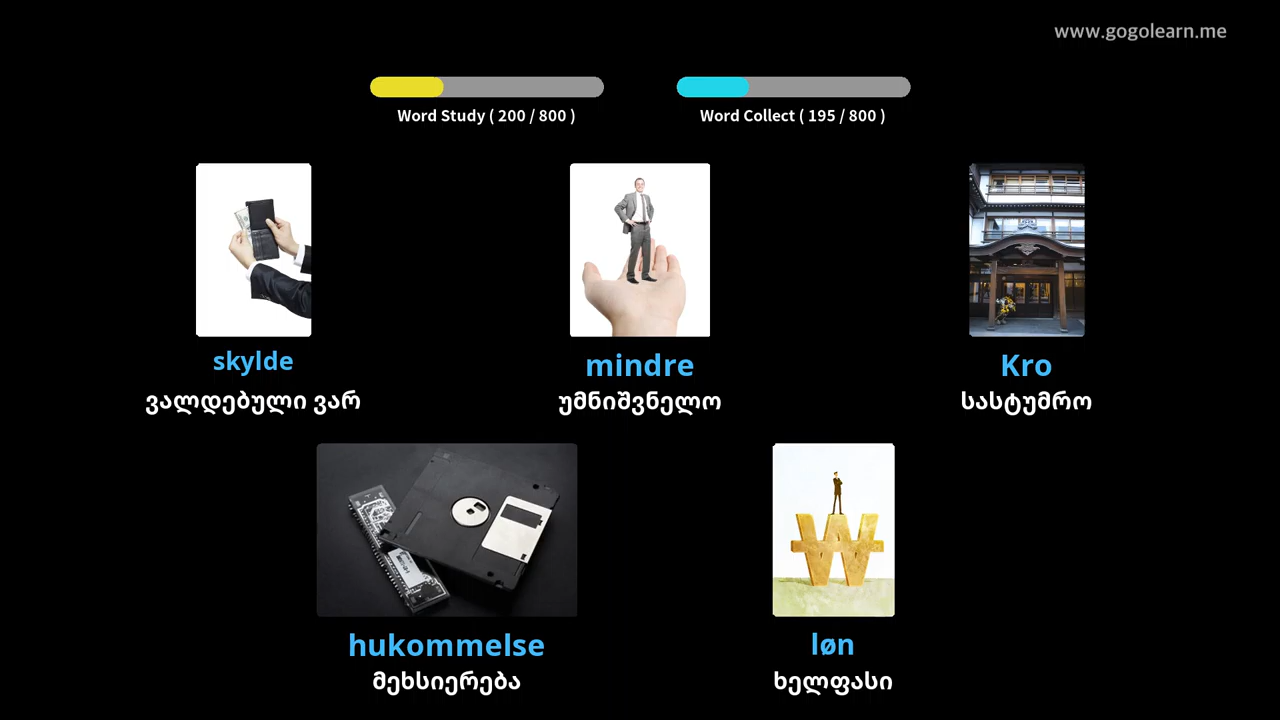 www.gogolearn.me
Word Study ( 200 / 800 )
Word Collect ( 195 / 800 )
skylde
ვალდებული ვარ
mindre
უმნიშვნელო
Kro
სასტუმრო
hukommelse
მეხსიერება
løn
ხელფასი